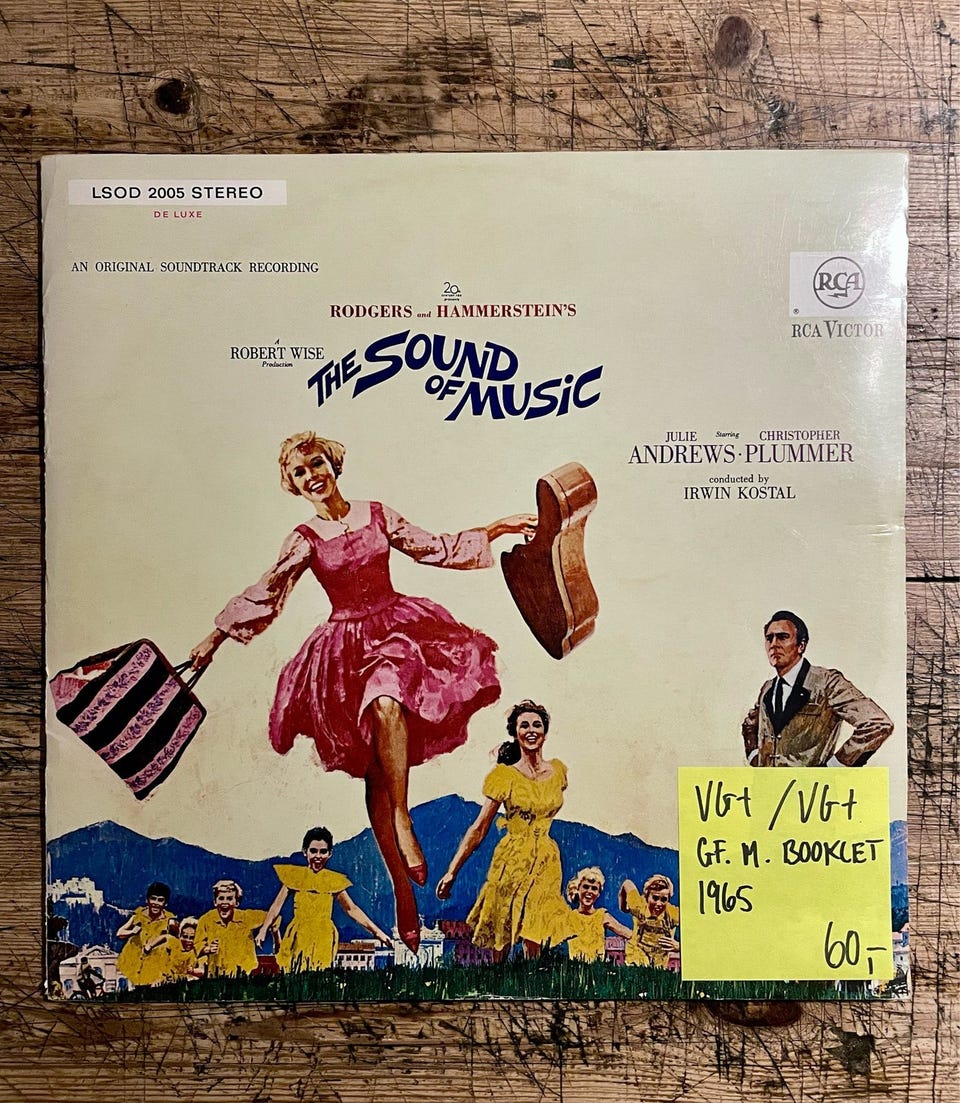 LSOD 2005 STEREO
DE LUXE
AN ORIGINAL SOUNDTRACK RECORDING
RCA
®
RCA VICTOR
20
RODGERS and HAMMERSTEIN'S
A
ROBERT WISE
Production
THE SOUND
OF MUSIC
JULIE Starring CHRISTOPHER
ANDREWS · PLUMMER
conducted by
IRWIN KOSTAL
VG+ / VG+
GF. M. BOOKLET
1965
60,-